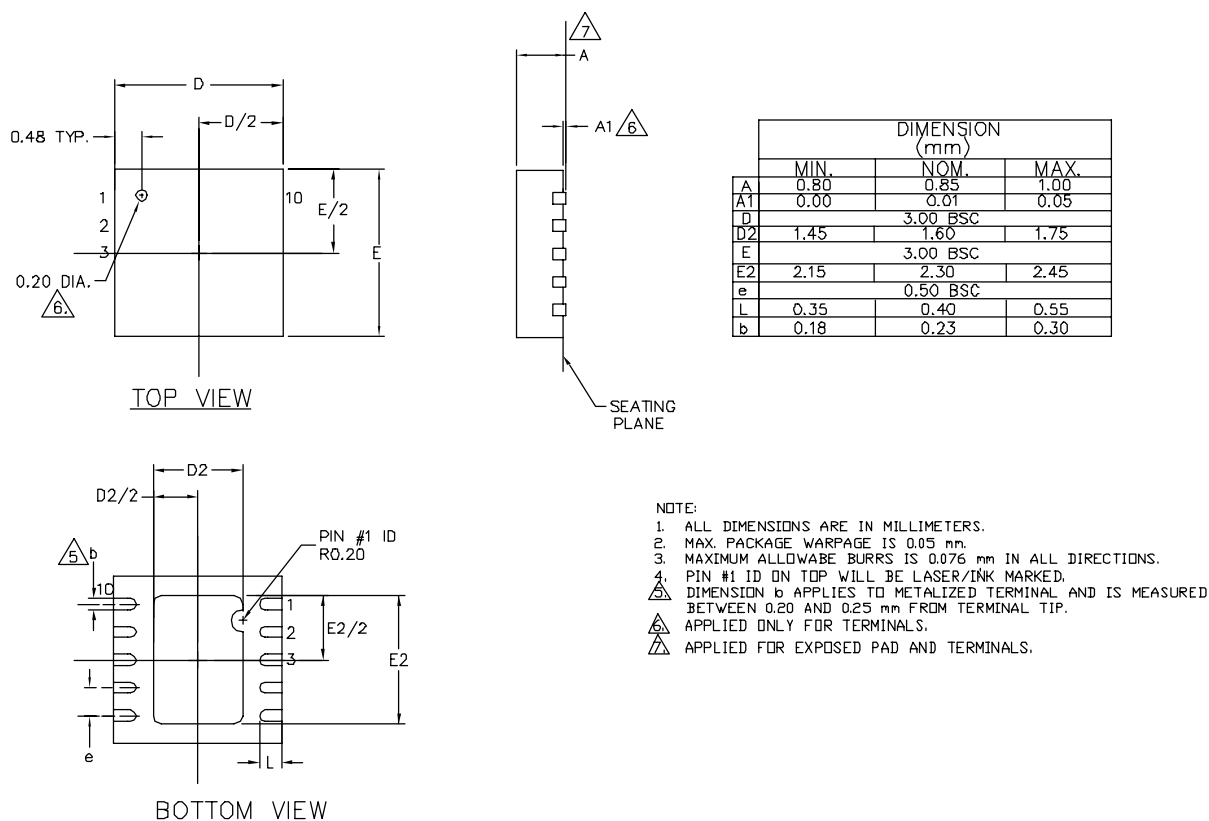 7
A
D
D/2
0.48 TYP.
A1 6
1
10
2
E/2
3
E
0.20 DIA.
6.
TOP VIEW
SEATING
PLANE
DIMENSION
(mm)
MIN. NOM. MAX.
A 0.80 0.85 1.00
A1 0.00 0.01 0.05
D 3.00 BSC
D2 1.45 1.60 1.75
E 3.00 BSC
E2 2.15 2.30 2.45
e 0.50 BSC
L 0.35 0.40 0.55
b 0.18 0.23 0.30
D2
D2/2
PIN #1 ID
R0.20
5 b
10
1
2
E2/2
3
E2
e
L
BOTTOM VIEW
NOTE:
1. ALL DIMENSIONS ARE IN MILLIMETERS.
2. MAX. PACKAGE WARPAGE IS 0.05 mm.
3. MAXIMUM ALLOWABE BURRS IS 0.076 mm IN ALL DIRECTIONS.
4. PIN #1 ID ON TOP WILL BE LASER/INK MARKED.
5. DIMENSION b APPLIES TO METALIZED TERMINAL AND IS MEASURED
BETWEEN 0.20 AND 0.25 mm FROM TERMINAL TIP.
6. APPLIED ONLY FOR TERMINALS.
7. APPLIED FOR EXPOSED PAD AND TERMINALS.